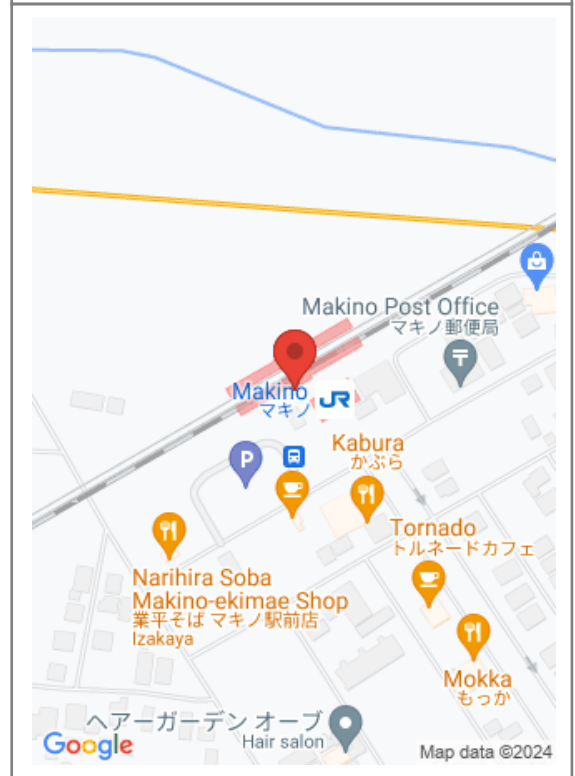 Makino Post Office
マキノ郵便局
〒
Makino
マキノ
JR
P
Kabura
かぶら
Tornado
トルネードカフェ
Narihira Soba
Makino-ekimae Shop
業平そば マキノ駅前店
Izakaya
Mokka
もっか
ヘアーガーデン オーブ
Hair salon
Google
Map data ©2024